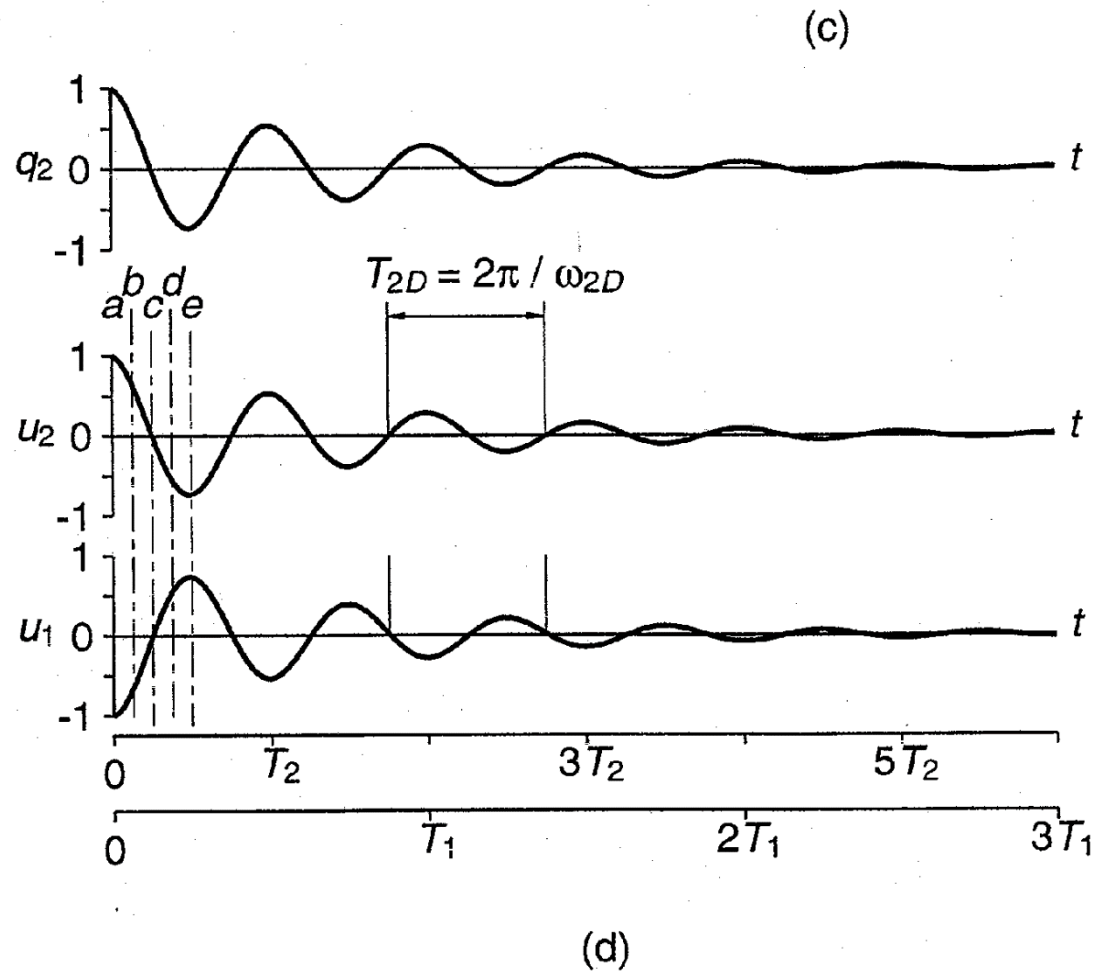 (c)
1
q2 0 t
-1
b d T2D = 2π / ω2D
a c e
1
u2 0 t
-1
1
u1 0 t
-1
0 T2 3T2 5T2
0 T1 2T1 3T1
(d)